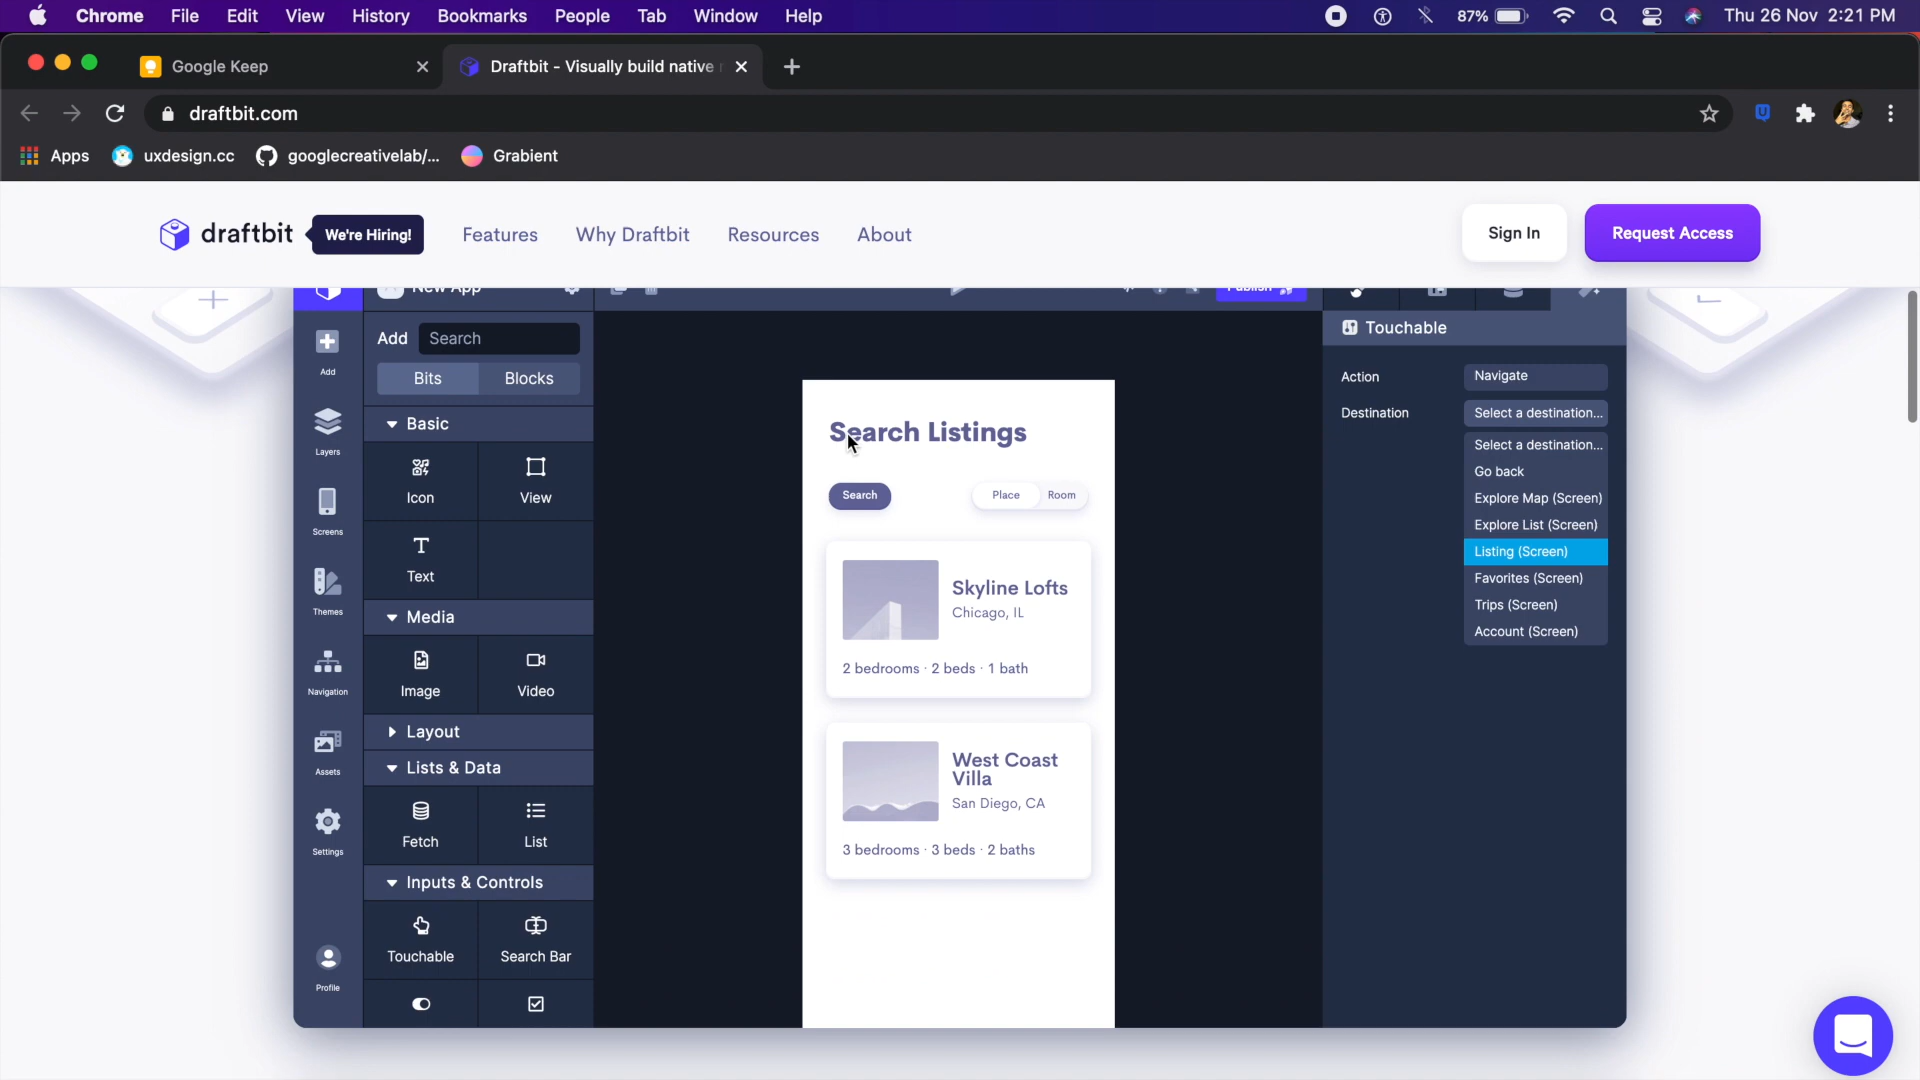 Chrome File Edit View History Bookmarks People Tab Window Help 87% Thu 26 Nov 2:21 PM
Google Keep
Draftbit - Visually build native
draftbit.com
Apps uxdesign.cc googlecreativelab/... Grabient
draftbit We're Hiring! Features Why Draftbit Resources About Sign In Request Access
New App Publish
Add Search
Bits Blocks
Add
Layers
Screens
Themes
Navigation
Assets
Settings
Profile
Basic
Icon View
Text
Media
Image Video
Layout
Lists & Data
Fetch List
Inputs & Controls
Touchable Search Bar
Search Listings
Search Place Room
Skyline Lofts
Chicago, IL
2 bedrooms · 2 beds · 1 bath
West Coast
Villa
San Diego, CA
3 bedrooms · 3 beds · 2 baths
Touchable
Action Navigate
Destination Select a destination...
Select a destination...
Go back
Explore Map (Screen)
Explore List (Screen)
Listing (Screen)
Favorites (Screen)
Trips (Screen)
Account (Screen)